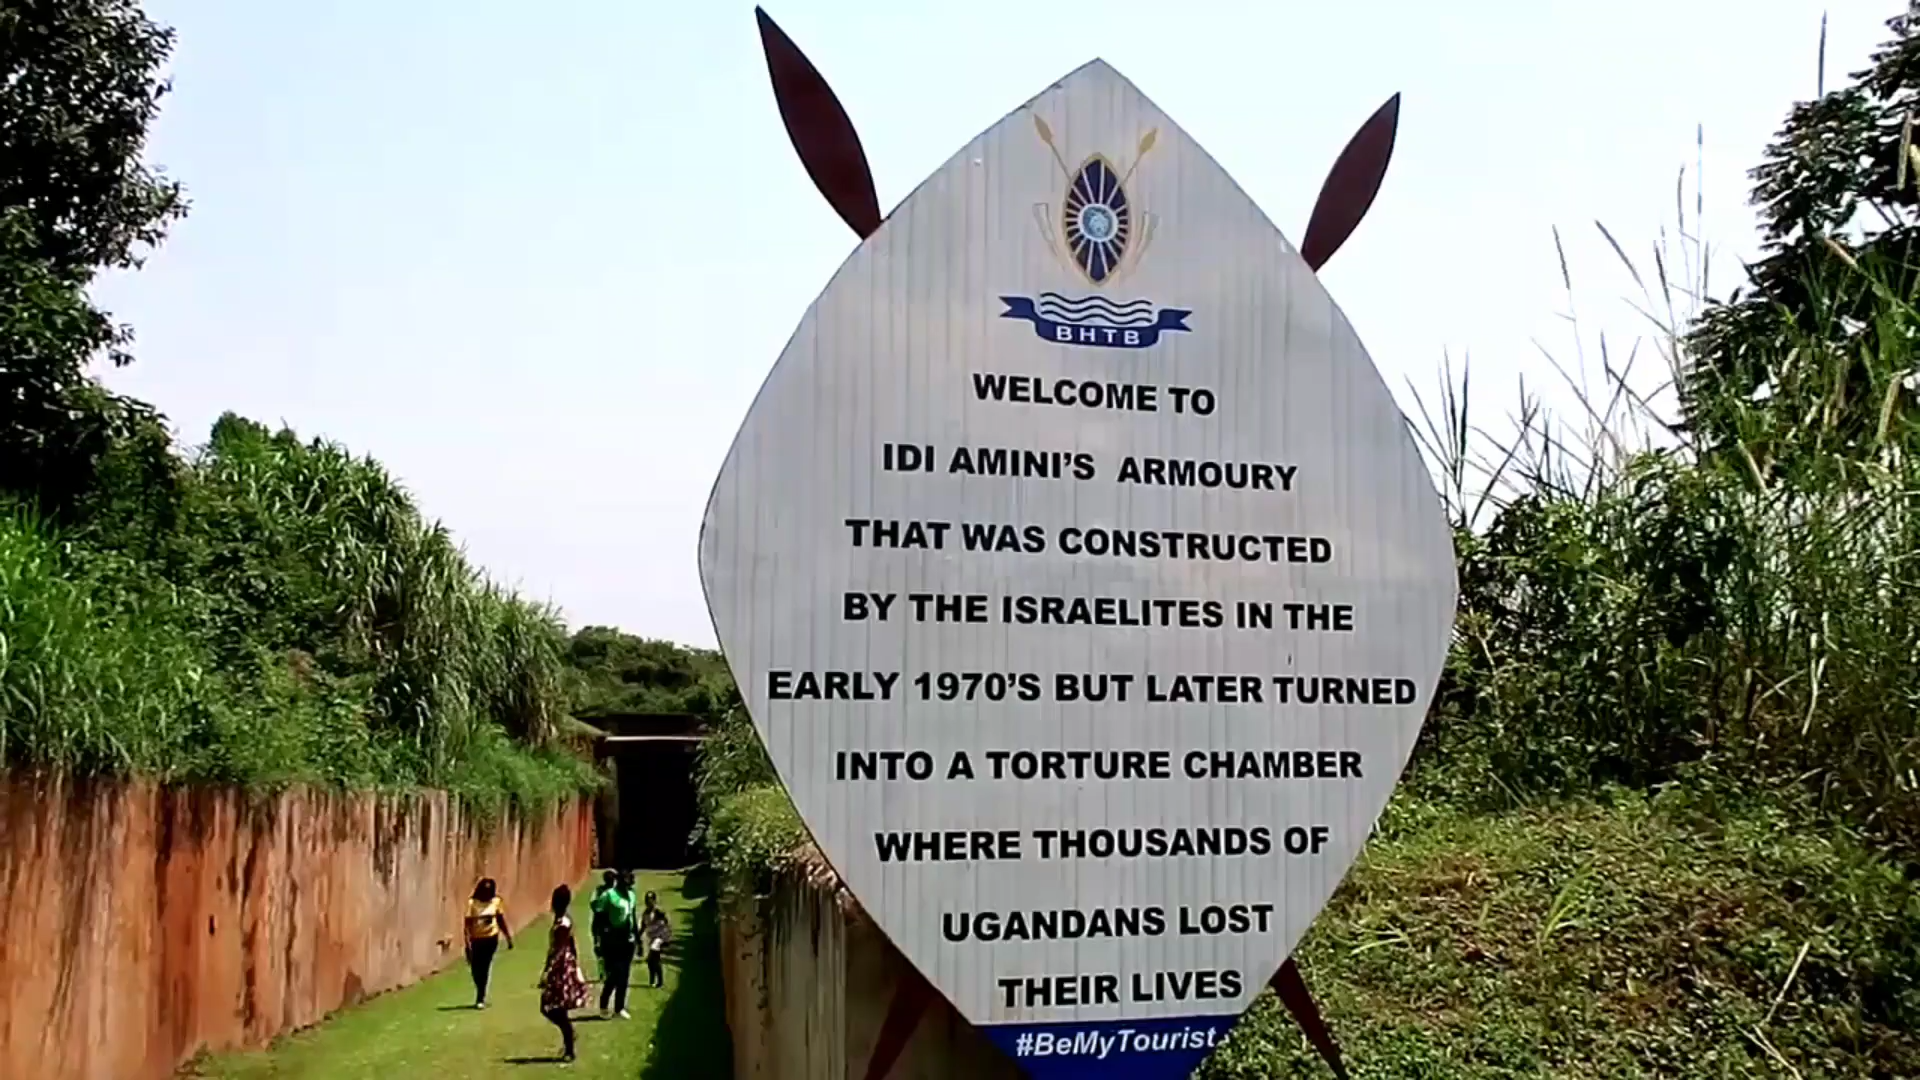 BHTB
WELCOME TO
IDI AMINI'S ARMOURY
THAT WAS CONSTRUCTED
BY THE ISRAELITES IN THE
EARLY 1970'S BUT LATER TURNED
INTO A TORTURE CHAMBER
WHERE THOUSANDS OF
UGANDANS LOST
THEIR LIVES
#BeMyTourist